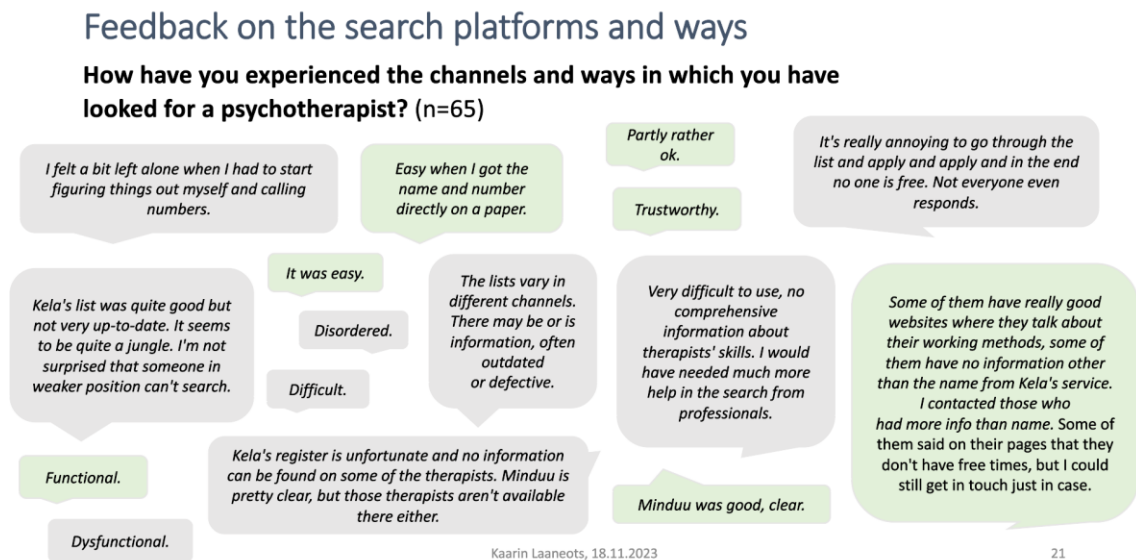 Feedback on the search platforms and ways
How have you experienced the channels and ways in which you have
looked for a psychotherapist? (n=65)
I felt a bit left alone when I had to start
figuring things out myself and calling
numbers.
Easy when I got the
name and number
directly on a paper.
Partly rather
ok.
Trustworthy.
It's really annoying to go through the
list and apply and apply and in the end
no one is free. Not everyone even
responds.
Kela's list was quite good but
not very up-to-date. It seems
to be quite a jungle. I'm not
surprised that someone in
weaker position can't search.
It was easy.
Disordered.
Difficult.
The lists vary in
different channels.
There may be or is
information, often
outdated
or defective.
Very difficult to use, no
comprehensive
information about
therapists' skills. I would
have needed much more
help in the search from
professionals.
Some of them have really good
websites where they talk about
their working methods, some of
them have no information other
than the name from Kela's service.
I contacted those who
had more info than name. Some of
them said on their pages that they
don't have free times, but I could
still get in touch just in case.
Functional.
Dysfunctional.
Kela's register is unfortunate and no information
can be found on some of the therapists. Minduu is
pretty clear, but those therapists aren't available
there either.
Minduu was good, clear.
Kaarin Laaneots, 18.11.2023
21